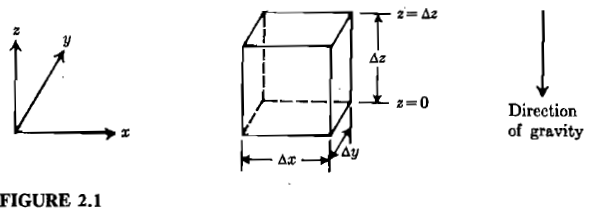 z
y
x
z = Δz
Δz
z = 0
Δx
Δy
Direction
of gravity
FIGURE 2.1